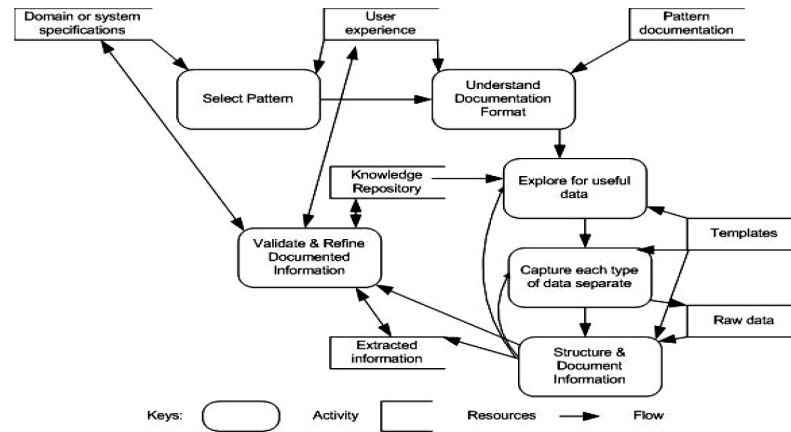 Domain or system
specifications
User
experience
Pattern
documentation
Select Pattern
Understand
Documentation
Format
Knowledge
Repository
Explore for useful
data
Validate & Refine
Documented
Information
Templates
Capture each type
of data separate
Raw data
Extracted
information
Structure &
Document
Information
Keys:
Activity
Resources
Flow